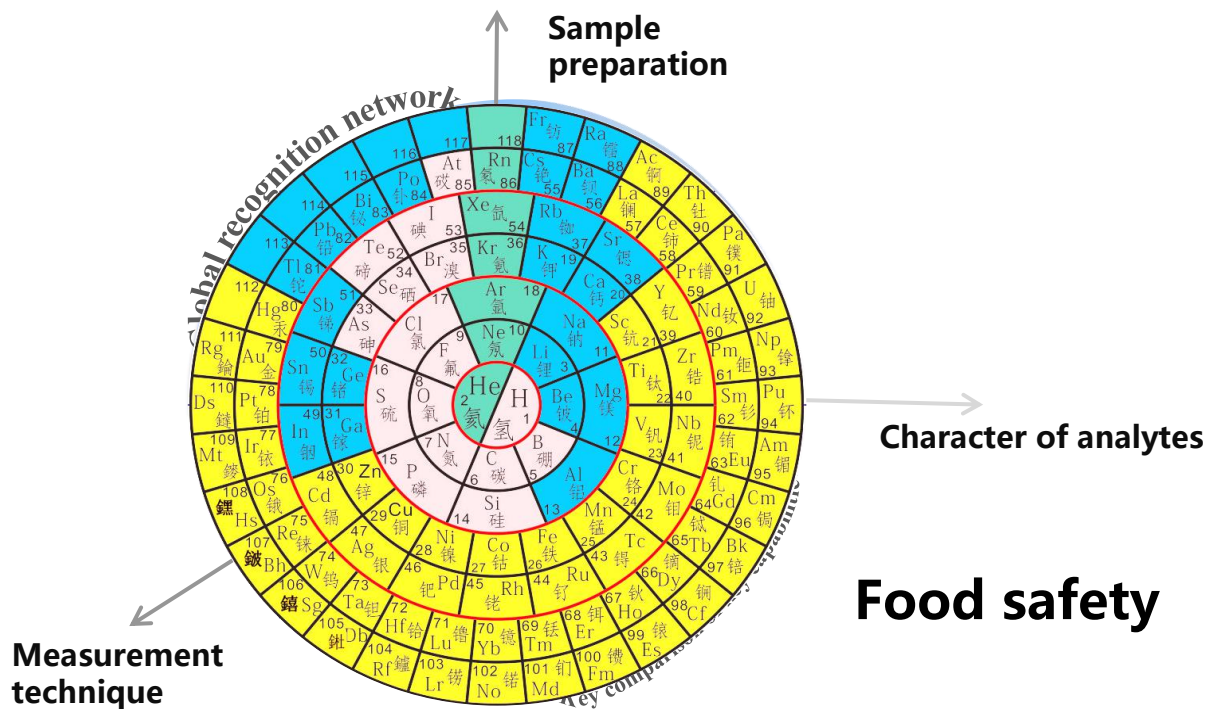 Sample
preparation
Global recognition network
Character of analytes
Food safety
Measurement
technique
Key comparison
118
Fr 钫 87
Ra 镭 88
Ac 锕 89
Th 钍 90
Pa 镤 91
U 铀 92
Np 镎 93
Pu 钚 94
Am 镅 95
Cm 锔 96
Bk 锫 97
Cf 锎 98
Es 锿 99
Fm 镄 100
Md 钔 101
No 锘 102
Lr 铹 103
Rf 104
Db 105
Sg 106
Bh 107
Hs 108
Mt 109
Ds 110
Rg 111
112
113
114
115
116
117
Rn 氡 86
Cs 铯 55
Ba 钡 56
La 镧 57
Ce 铈 58
Pr 镨 59
Nd 钕 60
Pm 钷 61
Sm 钐 62
Eu 铕 63
Gd 钆 64
Tb 铽 65
Dy 镝 66
Ho 钬 67
Er 铒 68
Tm 铥 69
Yb 镱 70
Lu 镥 71
Hf 铪 72
Ta 钽 73
W 钨 74
Re 铼 75
Os 锇 76
Ir 铱 77
Pt 铂 78
Au 金 79
Hg 汞 80
Tl 铊 81
Pb 铅 82
Bi 铋 83
Po 钋 84
At 砹 85
Xe 氙 54
Rb 铷 37
Sr 锶 38
Y 钇 39
Zr 锆 40
Nb 铌 41
Mo 钼 42
Tc 锝 43
Ru 钌 44
Rh 铑 45
Pd 钯 46
Ag 银 47
Cd 镉 48
In 铟 49
Sn 锡 50
Sb 锑 51
Te 碲 52
I 碘 53
Kr 氪 36
K 钾 19
Ca 钙 20
Sc 钪 21
Ti 钛 22
V 钒 23
Cr 铬 24
Mn 锰 25
Fe 铁 26
Co 钴 27
Ni 镍 28
Cu 铜 29
Zn 锌 30
Ga 镓 31
Ge 锗 32
As 砷 33
Se 硒 34
Br 溴 35
Ar 氩 18
Na 钠 11
Mg 镁 12
Al 铝 13
Si 硅 14
P 磷 15
S 硫 16
Cl 氯 17
Ne 氖 10
Li 锂 3
Be 铍 4
B 硼 5
C 碳 6
N 氮 7
O 氧 8
F 氟 9
He 氦 2
H 氢 1